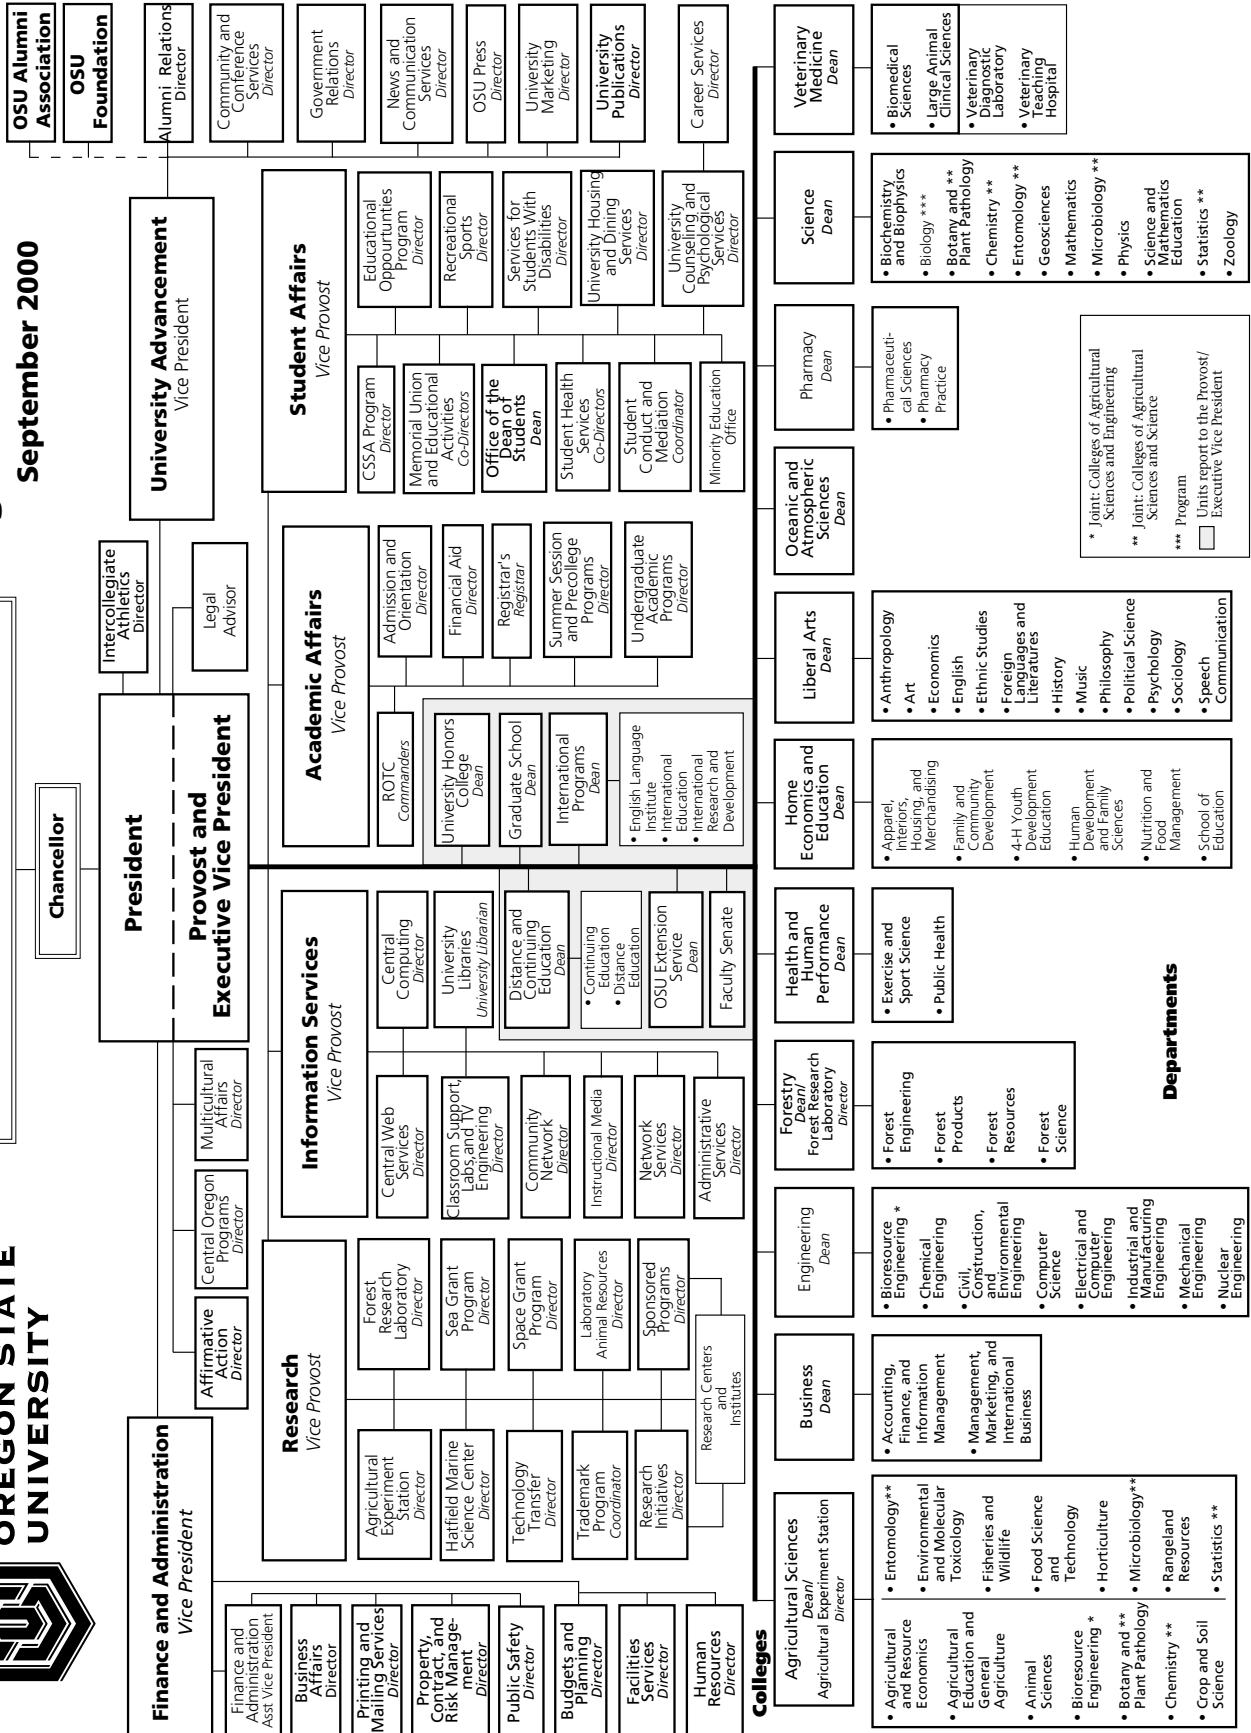 OREGON STATE
UNIVERSITY
September 2000
Chancellor
President
Provost and
Executive Vice President
Intercollegiate
Athletics
Director
Legal
Advisor
Affirmative
Action
Director
Central Oregon
Programs
Director
Multicultural
Affairs
Director
Finance and Administration
Vice President
Finance and
Administration
Asst Vice President
Business
Affairs
Director
Printing and
Mailing Services
Director
Property,
Contract, and
Risk Manage-
ment
Director
Public Safety
Director
Budgets and
Planning
Director
Facilities
Services
Director
Human
Resources
Director
University Advancement
Vice President
OSU Alumni
Association
OSU
Foundation
Alumni Relations
Director
Community and
Conference
Services
Director
Government
Relations
Director
News and
Communication
Services
Director
OSU Press
Director
University
Marketing
Director
University
Publications
Director
Research
Vice Provost
Agricultural
Experiment
Station
Director
Forest
Research
Laboratory
Director
Hatfield Marine
Science Center
Director
Sea Grant
Program
Director
Technology
Transfer
Director
Space Grant
Program
Director
Trademark
Program
Coordinator
Laboratory
Animal Resources
Director
Research
Initiatives
Director
Sponsored
Programs
Director
Research Centers
and
Institutes
Information Services
Vice Provost
Central Web
Services
Director
Central
Computing
Director
Classroom Support,
Labs,and TV
Engineering
Director
University
Libraries
University Librarian
Community
Network
Director
Instructional Media
Director
Network
Services
Director
Administrative
Services
Director
Distance and
Continuing
Education
Dean
• Continuing
Education
• Distance
Education
OSU Extension
Service
Dean
Faculty Senate
Academic Affairs
Vice Provost
ROTC
Commanders
Admission and
Orientation
Director
Financial Aid
Director
Registrar's
Registrar
Summer Session
and Precollege
Programs
Director
Undergraduate
Academic
Programs
Director
University Honors
College
Dean
Graduate School
Dean
International
Programs
Dean
• English Language
Institute
• International
Education
• International
Research and
Development
Student Affairs
Vice Provost
CSSA Program
Director
Educational
Opportunities
Program
Director
Memorial Union
and Educational
Activities
Co-Directors
Recreational
Sports
Director
Office of the
Dean of
Students
Dean
Services for
Students With
Disabilities
Director
Student Health
Services
Co-Directors
University Housing
and Dining
Services
Director
Student
Conduct and
Mediation
Coordinator
University
Counseling and
Psychological
Services
Director
Career Services
Director
Minority Education
Office
Colleges
Agricultural Sciences
Dean/
Agricultural Experiment Station
Director
• Agricultural
and Resource
Economics
• Agricultural
Education and
General
Agriculture
• Animal
Sciences
• Bioresource
Engineering *
• Botany and **
Plant Pathology
• Chemistry **
• Crop and Soil
Science
• Entomology**
• Environmental
and Molecular
Toxicology
• Fisheries and
Wildlife
• Food Science
and
Technology
• Horticulture
• Microbiology**
• Rangeland
Resources
• Statistics **
Business
Dean
• Accounting,
Finance, and
Information
Management
• Management,
Marketing, and
International
Business
Engineering
Dean
• Bioresource
Engineering *
• Chemical
Engineering
• Civil,
Construction,
and
Environmental
Engineering
• Computer
Science
• Electrical and
Computer
Engineering
• Industrial and
Manufacturing
Engineering
• Mechanical
Engineering
• Nuclear
Engineering
Forestry
Dean/
Forest Research
Laboratory
Director
• Forest
Engineering
• Forest
Products
• Forest
Resources
• Forest
Science
Health and
Human
Performance
Dean
• Exercise and
Sport Science
• Public Health
Home
Economics and
Education
Dean
• Apparel,
Interiors,
Housing, and
Merchandising
• Family and
Community
Development
• 4-H Youth
Development
Education
• Human
Development
and Family
Sciences
• Nutrition and
Food
Management
• School of
Education
Liberal Arts
Dean
• Anthropology
• Art
• Economics
• English
• Ethnic Studies
• Foreign
Languages and
Literatures
• History
• Music
• Philosophy
• Political Science
• Psychology
• Sociology
• Speech
Communication
Oceanic and
Atmospheric
Sciences
Dean
Pharmacy
Dean
• Pharmaceuti-
cal Sciences
• Pharmacy
Practice
Science
Dean
• Biochemistry
and Biophysics
• Biology ***
• Botany and **
Plant Pathology
• Chemistry **
• Entomology **
• Geosciences
• Mathematics
• Microbiology **
• Physics
• Science and
Mathematics
Education
• Statistics **
• Zoology
Veterinary
Medicine
Dean
• Biomedical
Sciences
• Large Animal
Clinical Sciences
• Veterinary
Diagnostic
Laboratory
• Veterinary
Teaching
Hospital
Departments
* Joint: Colleges of Agricultural
Sciences and Engineering
** Joint: Colleges of Agricultural
Sciences and Science
*** Program
Units report to the Provost/
Executive Vice President